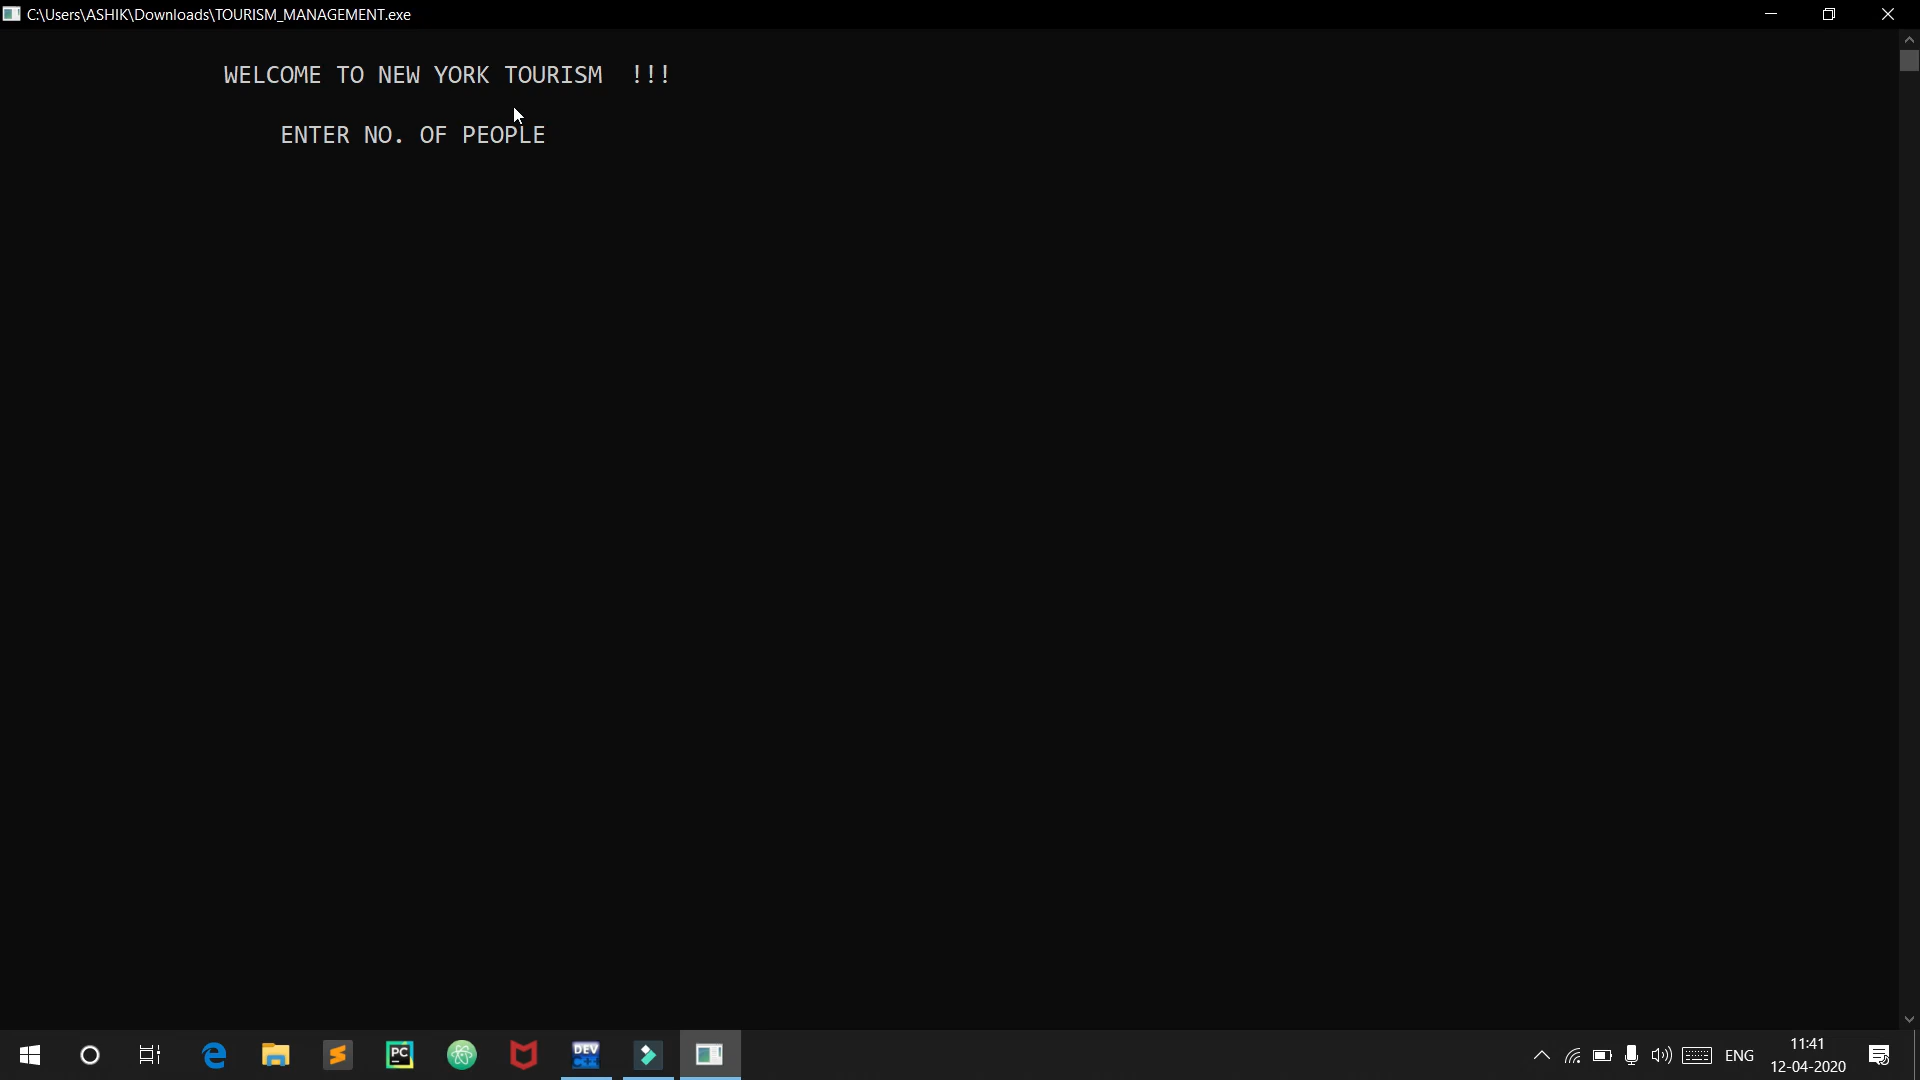 C:\Users\ASHIK\Downloads\TOURISM_MANAGEMENT.exe
WELCOME TO NEW YORK TOURISM  !!!
ENTER NO. OF PEOPLE
PC
DEV
C++
ENG
11:41
12-04-2020